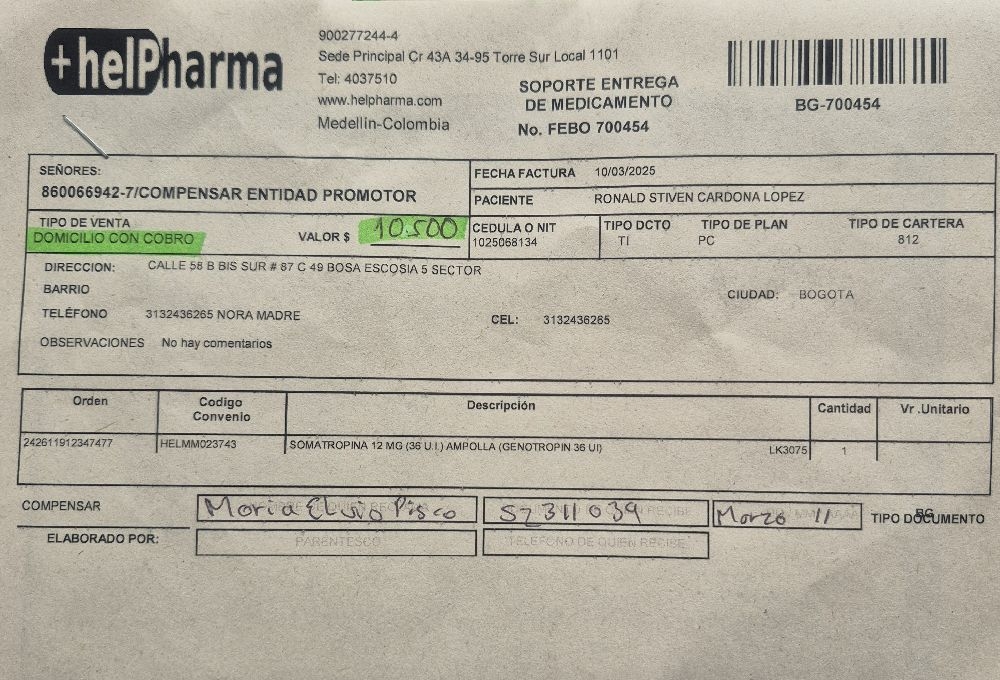 +helPharma
900277244-4
Sede Principal Cr 43A 34-95 Torre Sur Local 1101
Tel: 4037510
www.helpharma.com
Medellin-Colombia
SOPORTE ENTREGA
DE MEDICAMENTO
No. FEBO 700454
BG-700454
SEÑORES:
860066942-7/COMPENSAR ENTIDAD PROMOTOR
FECHA FACTURA 10/03/2025
PACIENTE RONALD STIVEN CARDONA LOPEZ
TIPO DE VENTA
DOMICILIO CON COBRO
VALOR $ 10.500
CEDULA O NIT
1025068134
TIPO DCTO
TI
TIPO DE PLAN
PC
TIPO DE CARTERA
812
DIRECCION: CALLE 58 B BIS SUR # 87 C 49 BOSA ESCOSIA 5 SECTOR
BARRIO
CIUDAD: BOGOTA
TELÉFONO 3132436265 NORA MADRE
CEL: 3132436265
OBSERVACIONES No hay comentarios
Orden Codigo Convenio Descripción Cantidad Vr .Unitario
242611912347477 HELMM023743 SOMATROPINA 12 MG (36 U.I.) AMPOLLA (GENOTROPIN 36 UI) LK3075 1
COMPENSAR Maria Elvio Pisco 52311039 Marzo 11 TIPO DOCUMENTO BG
ELABORADO POR: PARENTESCO TELEFONO DE QUIEN RECIBE